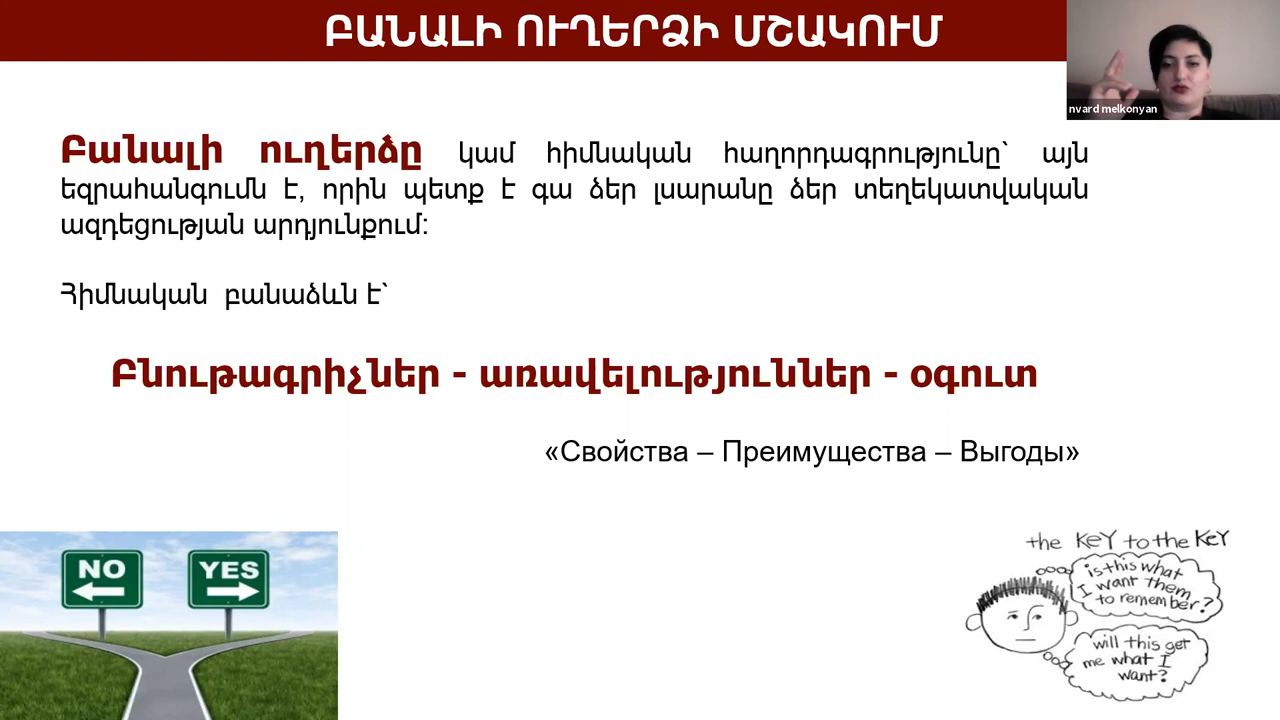 ԲԱՆԱԼԻ ՈՒՂԵՐՁԻ ՄՇԱԿՈՒՄ
nvard melkonyan
Բանալի ուղերձը կամ հիմնական հաղորդագրությունը՝ այն
եզրահանգումն է, որին պետք է գա ձեր լսարանը ձեր տեղեկատվական
ազդեցության արդյունքում:
Հիմնական բանաձևն է՝
Բնութագրիչներ - առավելություններ - օգուտ
«Свойства – Преимущества – Выгоды»
NO
YES
the KEY to the KEY
is this what
I want them
to remember?
will this get
me what I
want?